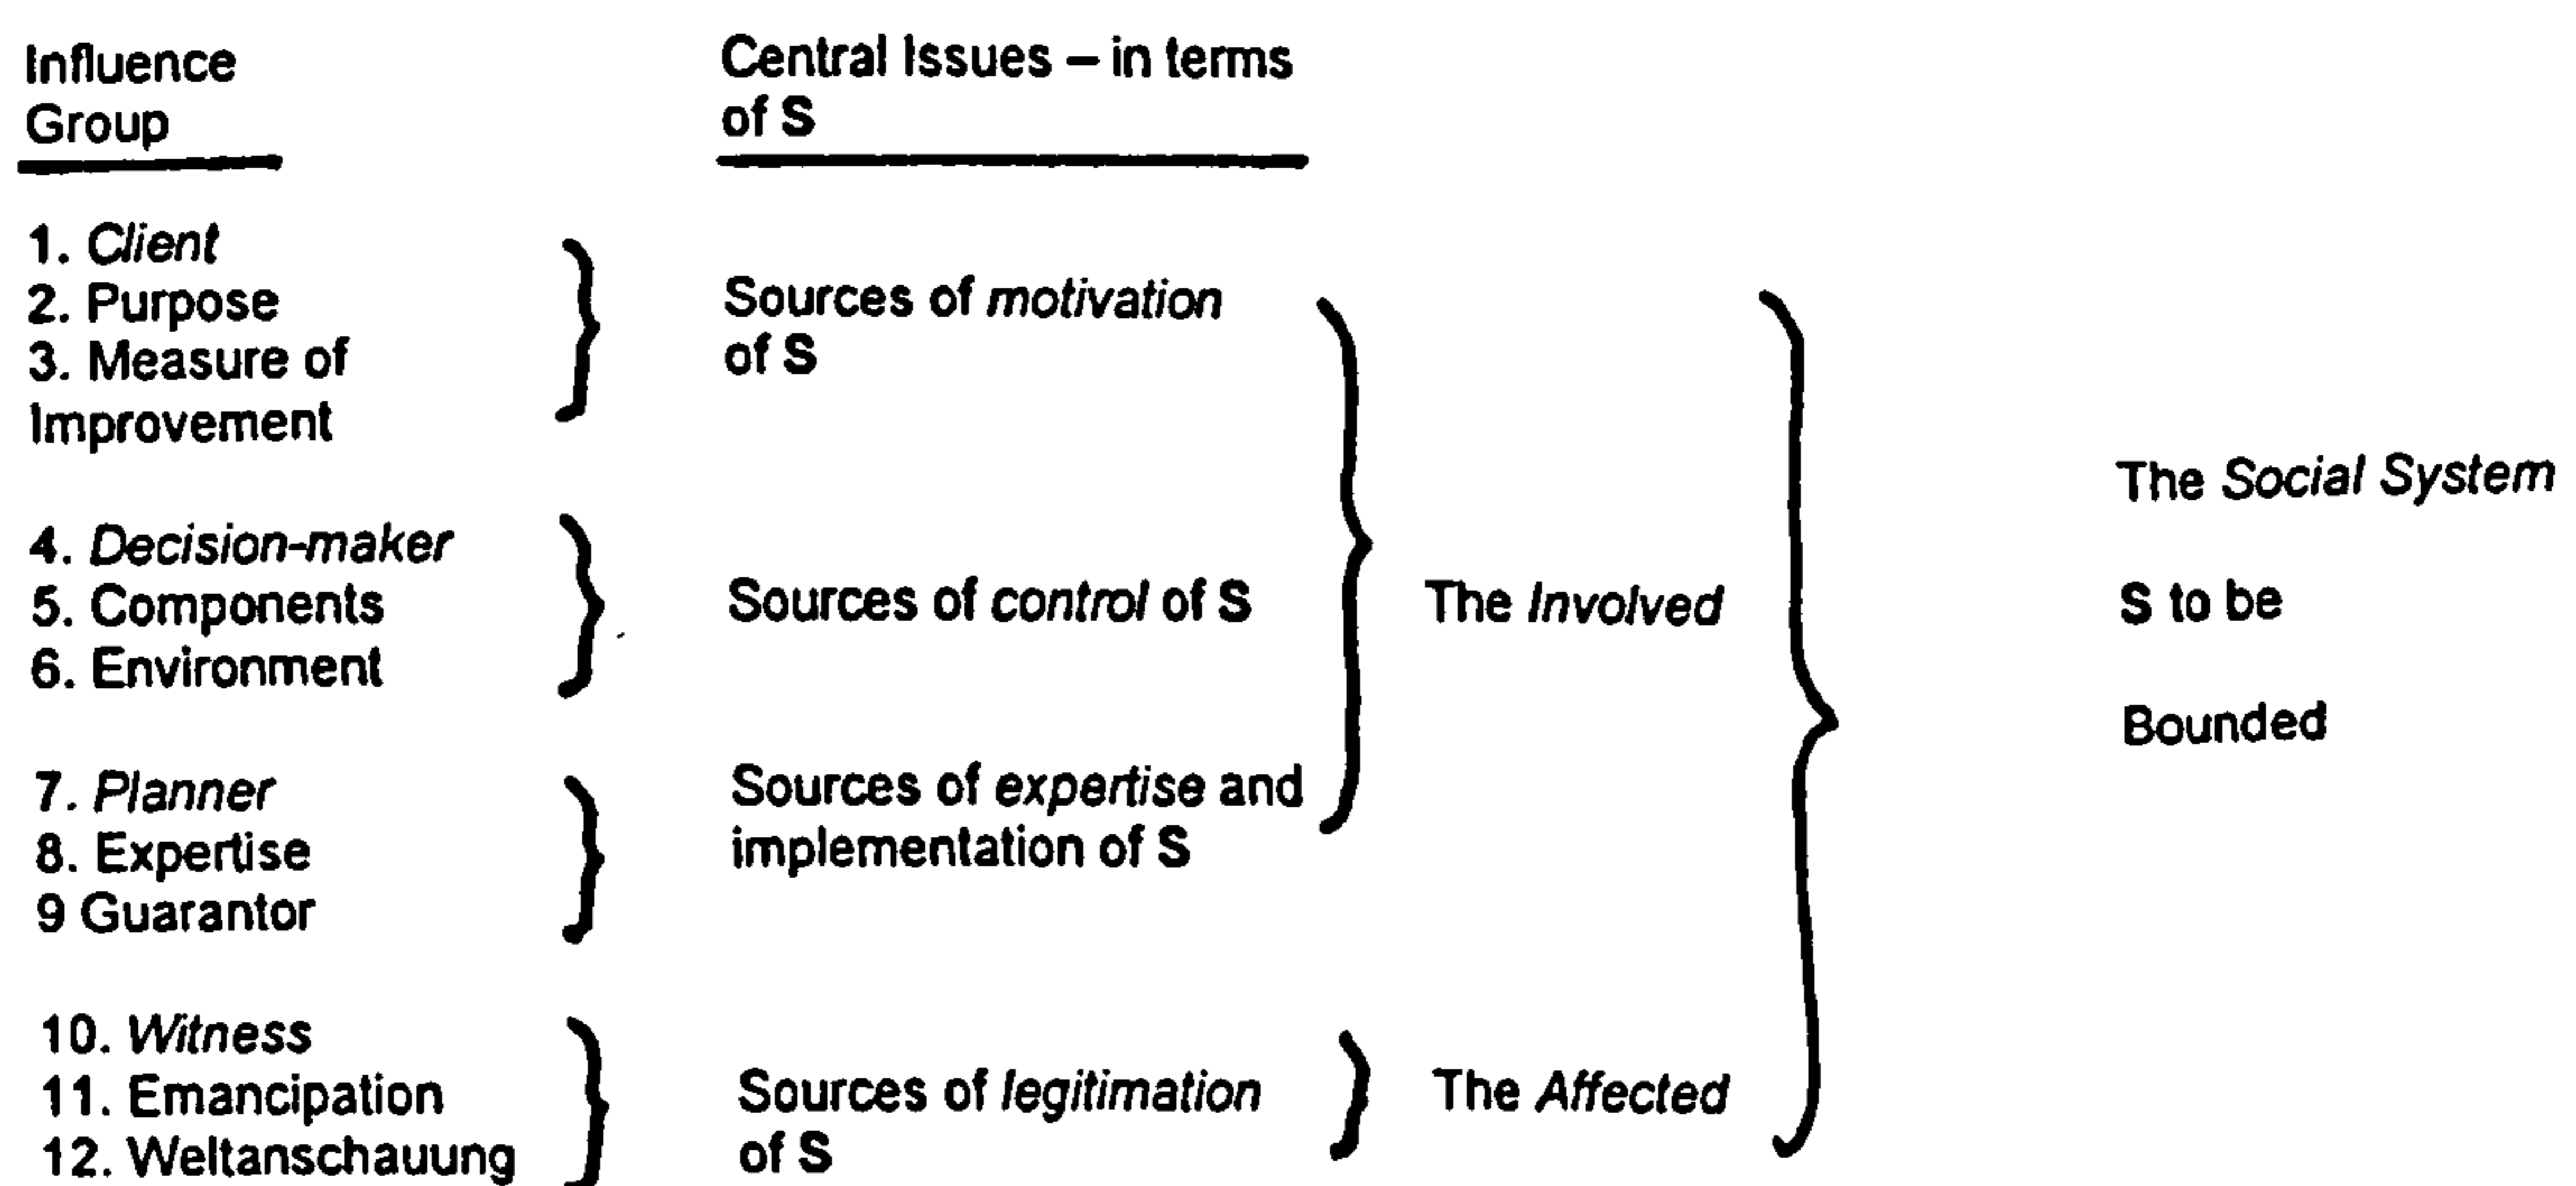 Influence
Group
Central Issues – in terms
of S
1. Client
2. Purpose
3. Measure of
Improvement
Sources of motivation
of S
4. Decision-maker
5. Components
6. Environment
Sources of control of S
7. Planner
8. Expertise
9 Guarantor
Sources of expertise and
implementation of S
10. Witness
11. Emancipation
12. Weltanschauung
Sources of legitimation
of S
The Involved
The Affected
The Social System
S to be
Bounded